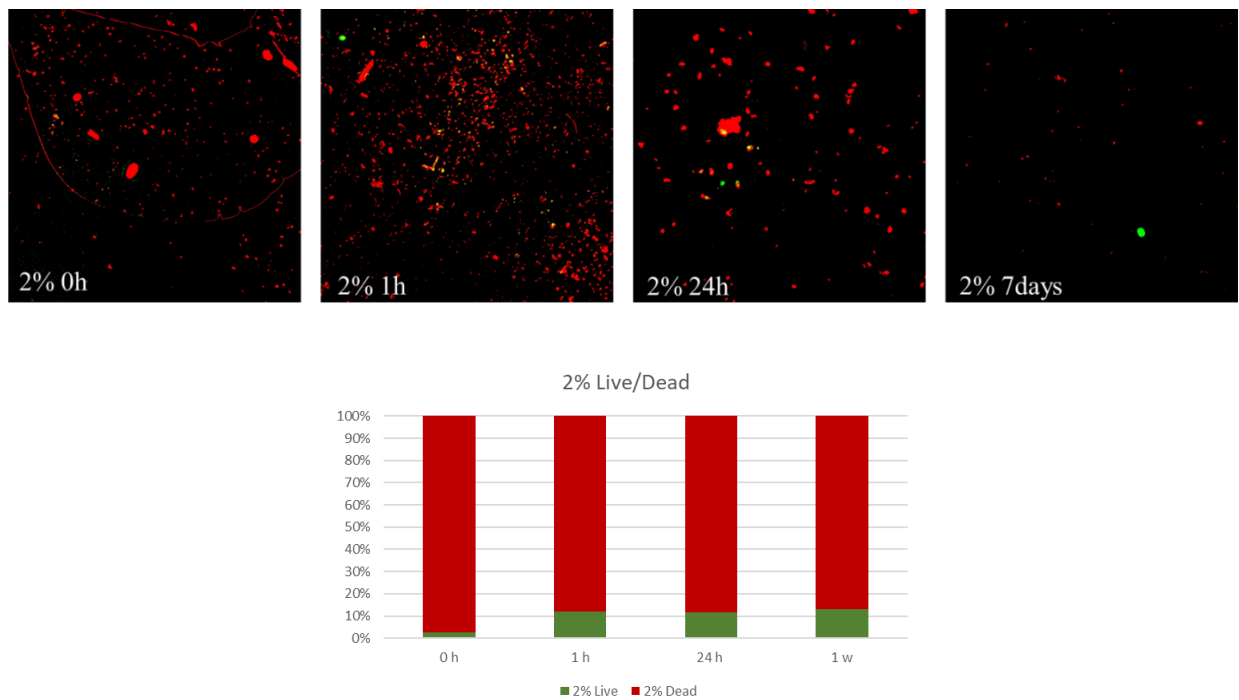 2% 0h
2% 1h
2% 24h
2% 7days
2% Live/Dead
100%
90%
80%
70%
60%
50%
40%
30%
20%
10%
0%
0 h
1 h
24 h
1 w
2% Live
2% Dead